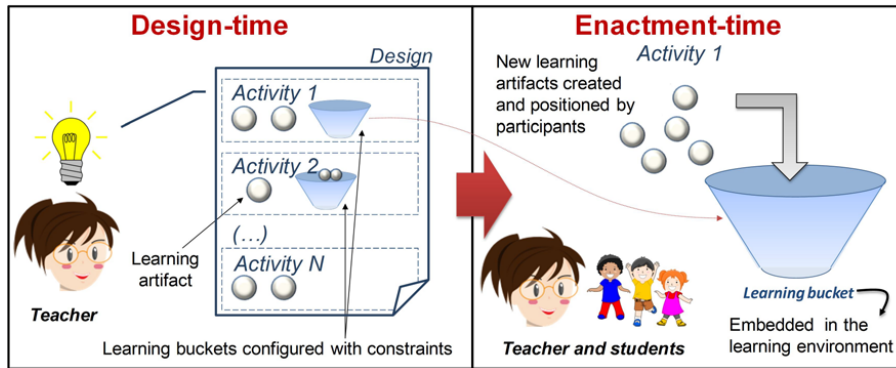 Design-time
Design
Activity 1
Activity 2
(...)
Activity N
Learning
artifact
Teacher
Learning buckets configured with constraints
Enactment-time
New learning
artifacts created
and positioned by
participants
Activity 1
Learning bucket
Embedded in the
learning environment
Teacher and students